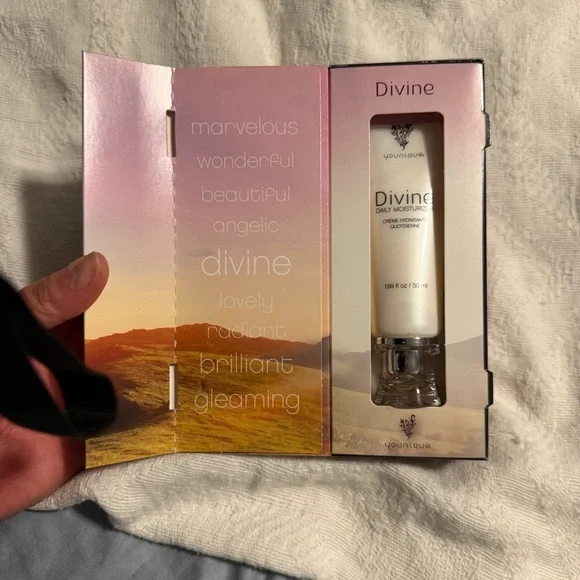 marvelous
wonderful
beautiful
angelic
divine
lovely
radiant
brilliant
gleaming
Divine
younique
Divine
DAILY MOISTURIZER
CRÈME HYDRATANTE
QUOTIDIENNE
1.69 fl oz / 50 ml
younique